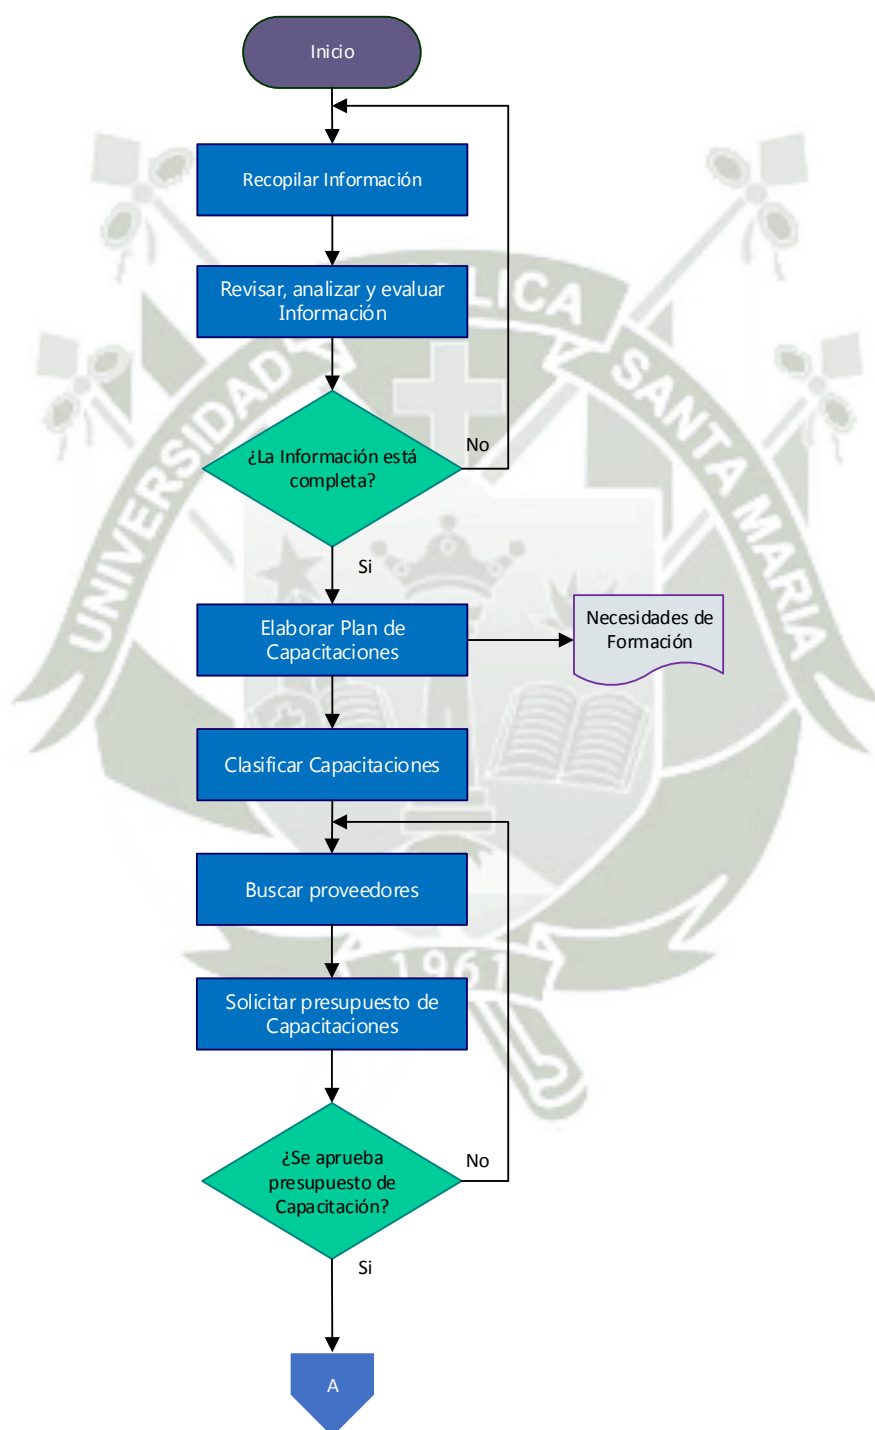 Inicio
Recopilar Información
Revisar, analizar y evaluar
Información
¿La Información está
completa?
No
Si
Elaborar Plan de
Capacitaciones
Necesidades de
Formación
Clasificar Capacitaciones
Buscar proveedores
Solicitar presupuesto de
Capacitaciones
¿Se aprueba
presupuesto de
Capacitación?
No
Si
A
UNIVERSIDAD
LICA
SANTA MARIA
1961